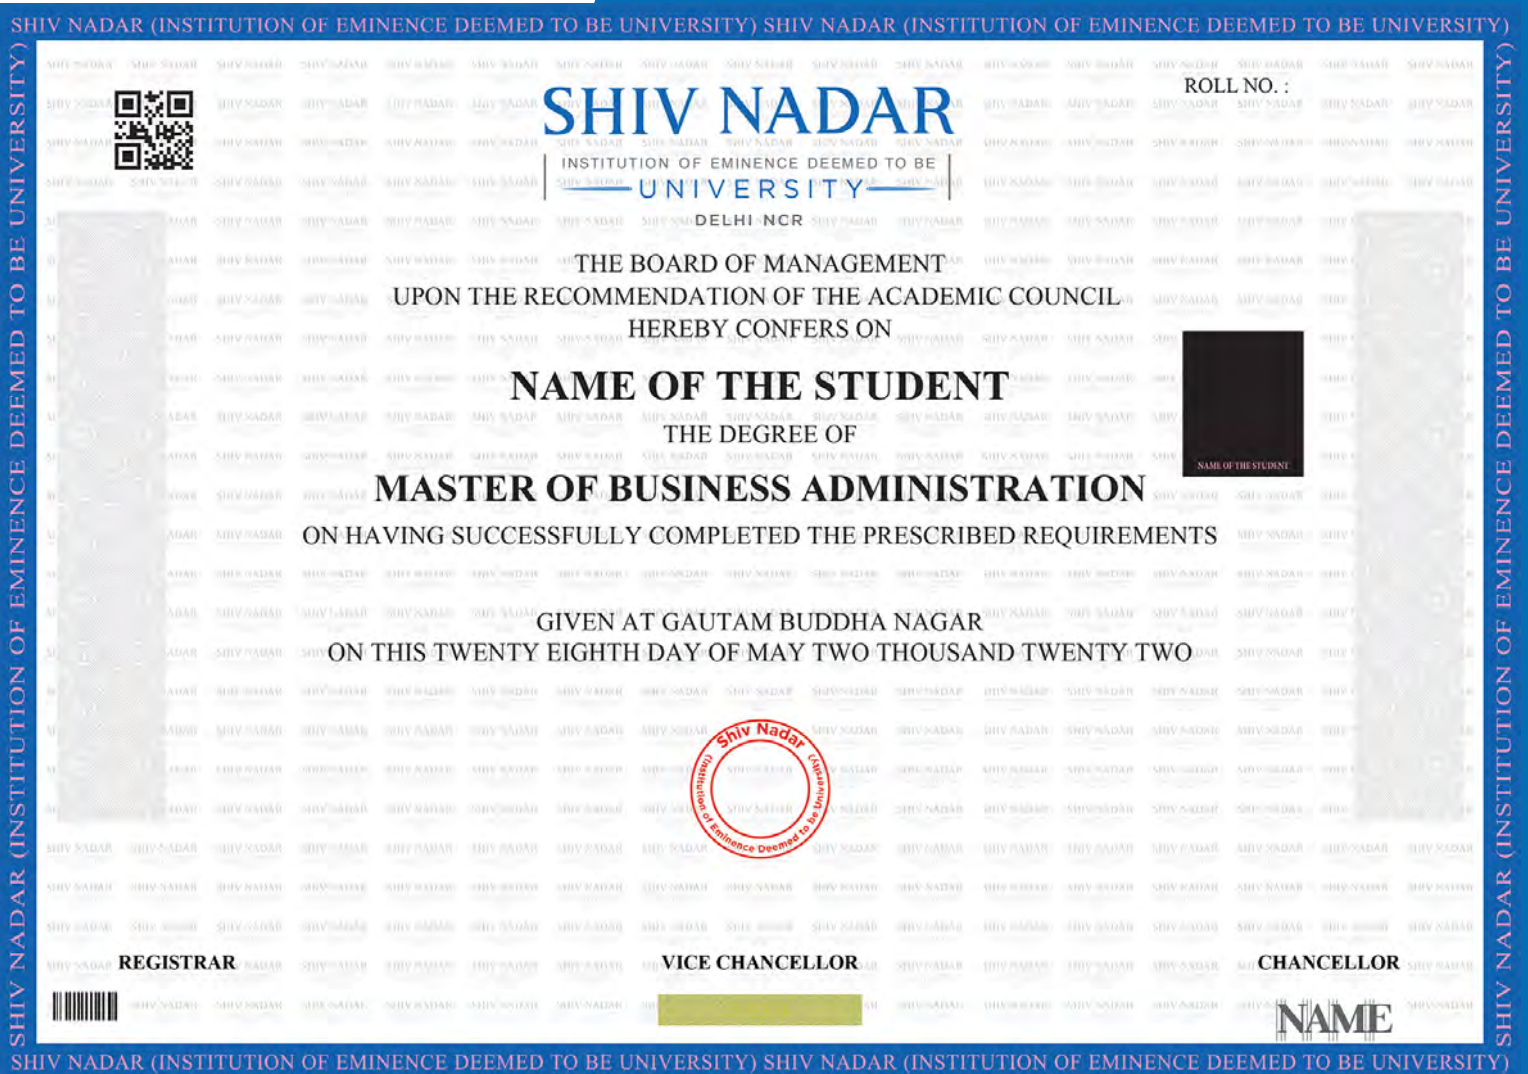 SHIV NADAR (INSTITUTION OF EMINENCE DEEMED TO BE UNIVERSITY) SHIV NADAR (INSTITUTION OF EMINENCE DEEMED TO BE UNIVERSITY)
SHIV NADAR (INSTITUTION OF EMINENCE DEEMED TO BE UNIVERSITY)
SHIV NADAR (INSTITUTION OF EMINENCE DEEMED TO BE UNIVERSITY)
ROLL NO. :
SHIV NADAR
INSTITUTION OF EMINENCE DEEMED TO BE
UNIVERSITY
DELHI NCR
THE BOARD OF MANAGEMENT
UPON THE RECOMMENDATION OF THE ACADEMIC COUNCIL
HEREBY CONFERS ON
NAME OF THE STUDENT
THE DEGREE OF
NAME OF THE STUDENT
MASTER OF BUSINESS ADMINISTRATION
ON HAVING SUCCESSFULLY COMPLETED THE PRESCRIBED REQUIREMENTS
GIVEN AT GAUTAM BUDDHA NAGAR
ON THIS TWENTY EIGHTH DAY OF MAY TWO THOUSAND TWENTY TWO
Shiv Nadar
(Institution of Eminence Deemed to be University)
REGISTRAR
VICE CHANCELLOR
CHANCELLOR
NAME
SHIV NADAR (INSTITUTION OF EMINENCE DEEMED TO BE UNIVERSITY) SHIV NADAR (INSTITUTION OF EMINENCE DEEMED TO BE UNIVERSITY)